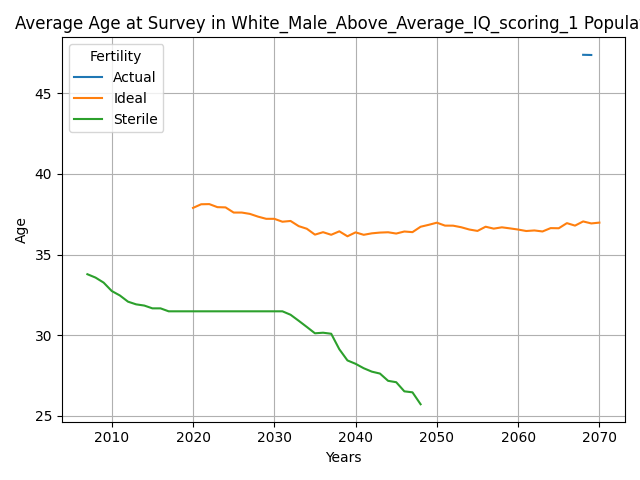 Average Age at Survey in White_Male_Above_Average_IQ_scoring_1 Popula
Fertility
Actual
Ideal
Sterile
45
40
35
30
25
Age
2010 2020 2030 2040 2050 2060 2070
Years